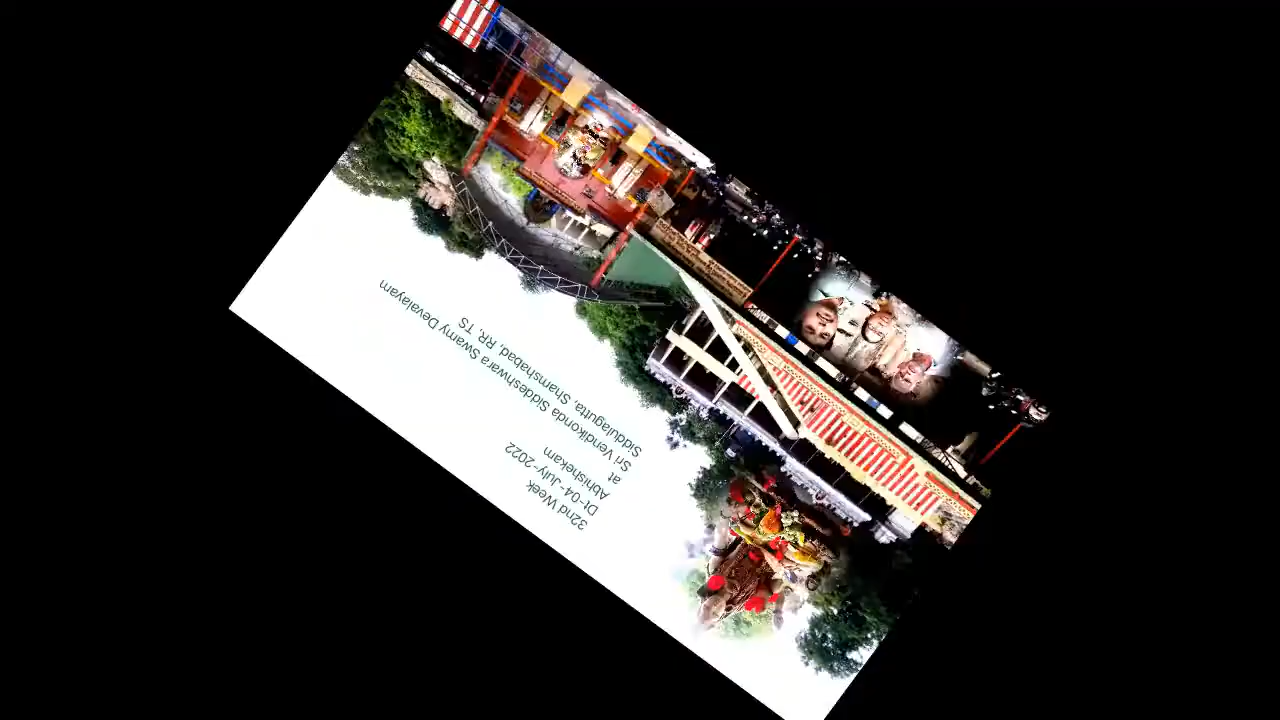 32nd Week
Dt-04-July-2022
Abhishekam
at
Sri Vendikonda Siddeshwara Swamy Devalayam
Siddulagutta, Shamshabad, RR, TS